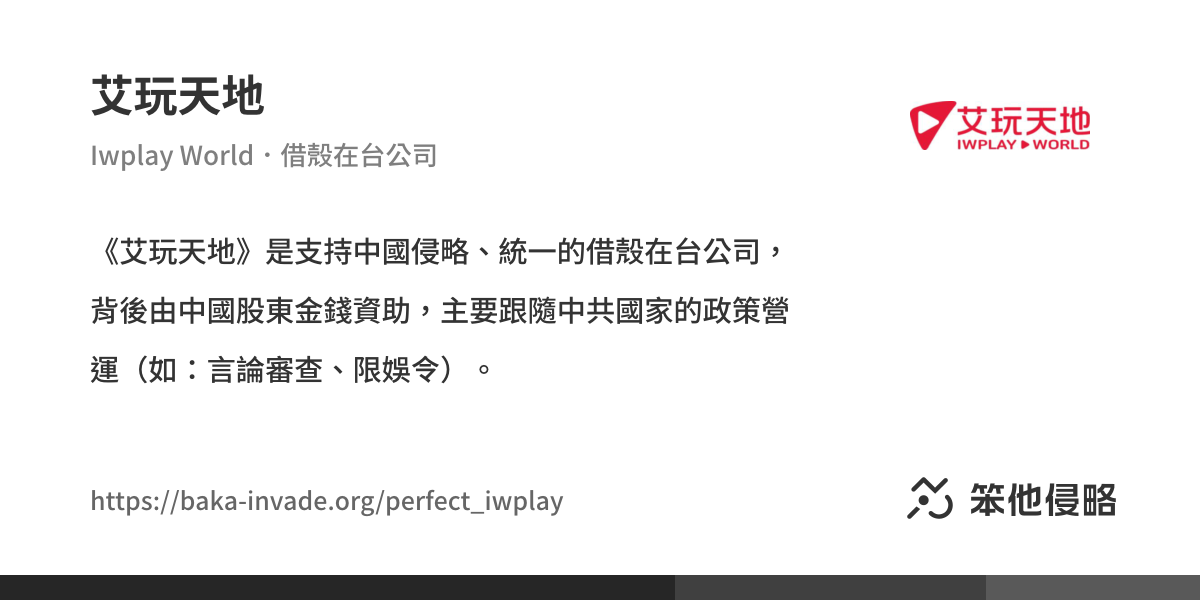 艾玩天地
Iwplay World・借殼在台公司
艾玩天地
IWPLAY WORLD
《艾玩天地》是支持中國侵略、統一的借殼在台公司，
背後由中國股東金錢資助，主要跟隨中共國家的政策營
運（如：言論審查、限娛令）。
https://baka-invade.org/perfect_iwplay
笨他侵略